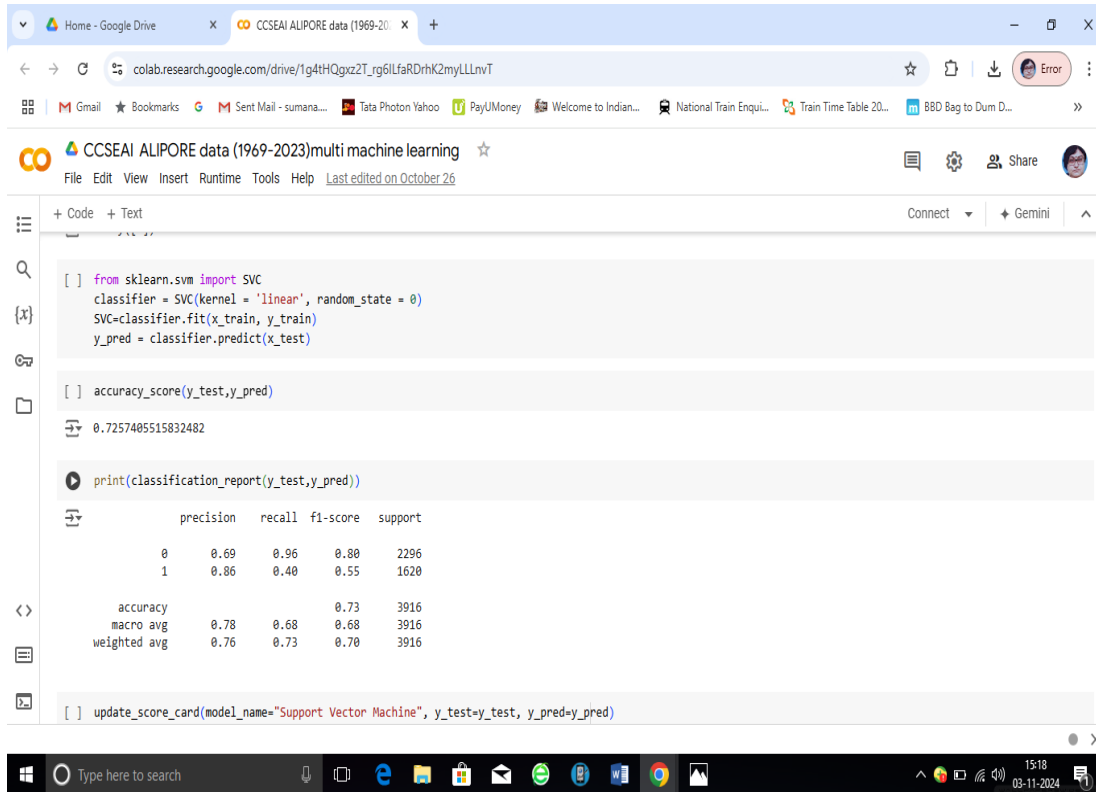 Home - Google Drive
CCSEAI ALIPORE data (1969-20
colab.research.google.com/drive/1g4tHQgxz2T_rg6ILfaRDrhK2myLLLnvT
Error
Gmail Bookmarks G Sent Mail - sumana.... Tata Photon Yahoo PayUMoney Welcome to Indian... National Train Enqui... Train Time Table 20... BBD Bag to Dum D... »
CO CCSEAI ALIPORE data (1969-2023)multi machine learning
Share
File Edit View Insert Runtime Tools Help Last edited on October 26
+ Code + Text
Connect Gemini
[ ] from sklearn.svm import SVC
classifier = SVC(kernel = 'linear', random_state = 0)
SVC=classifier.fit(x_train, y_train)
y_pred = classifier.predict(x_test)
{x}
[ ] accuracy_score(y_test,y_pred)
0.7257405515832482
print(classification_report(y_test,y_pred))
precision recall f1-score support
0 0.69 0.96 0.80 2296
1 0.86 0.40 0.55 1620
accuracy 0.73 3916
macro avg 0.78 0.68 0.68 3916
weighted avg 0.76 0.73 0.70 3916
[ ] update_score_card(model_name="Support Vector Machine", y_test=y_test, y_pred=y_pred)
Type here to search
15:18
03-11-2024